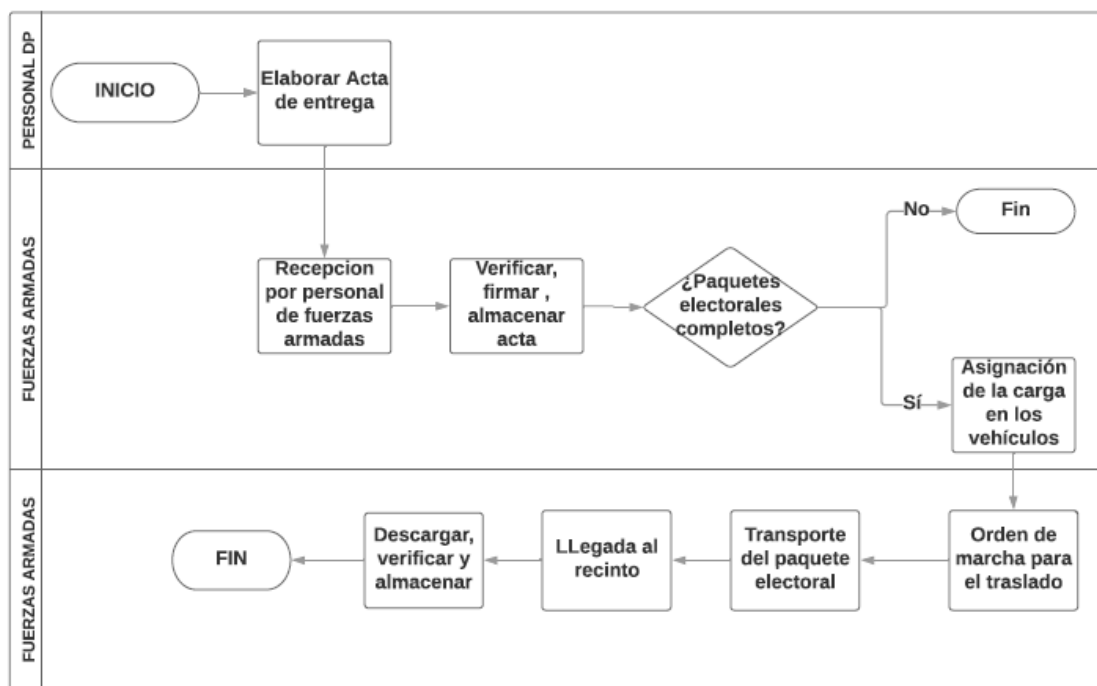 PERSONAL DP
INICIO
Elaborar Acta
de entrega
FUERZAS ARMADAS
Recepcion
por personal
de fuerzas
armadas
Verificar,
firmar ,
almacenar
acta
¿Paquetes
electorales
completos?
No
Fin
Sí
Asignación
de la carga
en los
vehículos
FUERZAS ARMADAS
Orden de
marcha para
el traslado
Transporte
del paquete
electoral
LLegada al
recinto
Descargar,
verificar y
almacenar
FIN